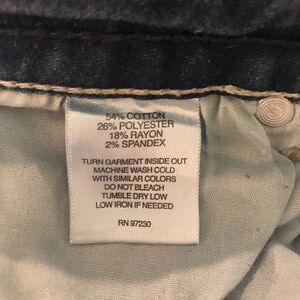 54% COTTON
26% POLYESTER
18% RAYON
2% SPANDEX
TURN GARMENT INSIDE OUT
MACHINE WASH COLD
WITH SIMILAR COLORS
DO NOT BLEACH
TUMBLE DRY LOW
LOW IRON IF NEEDED
RN 97230